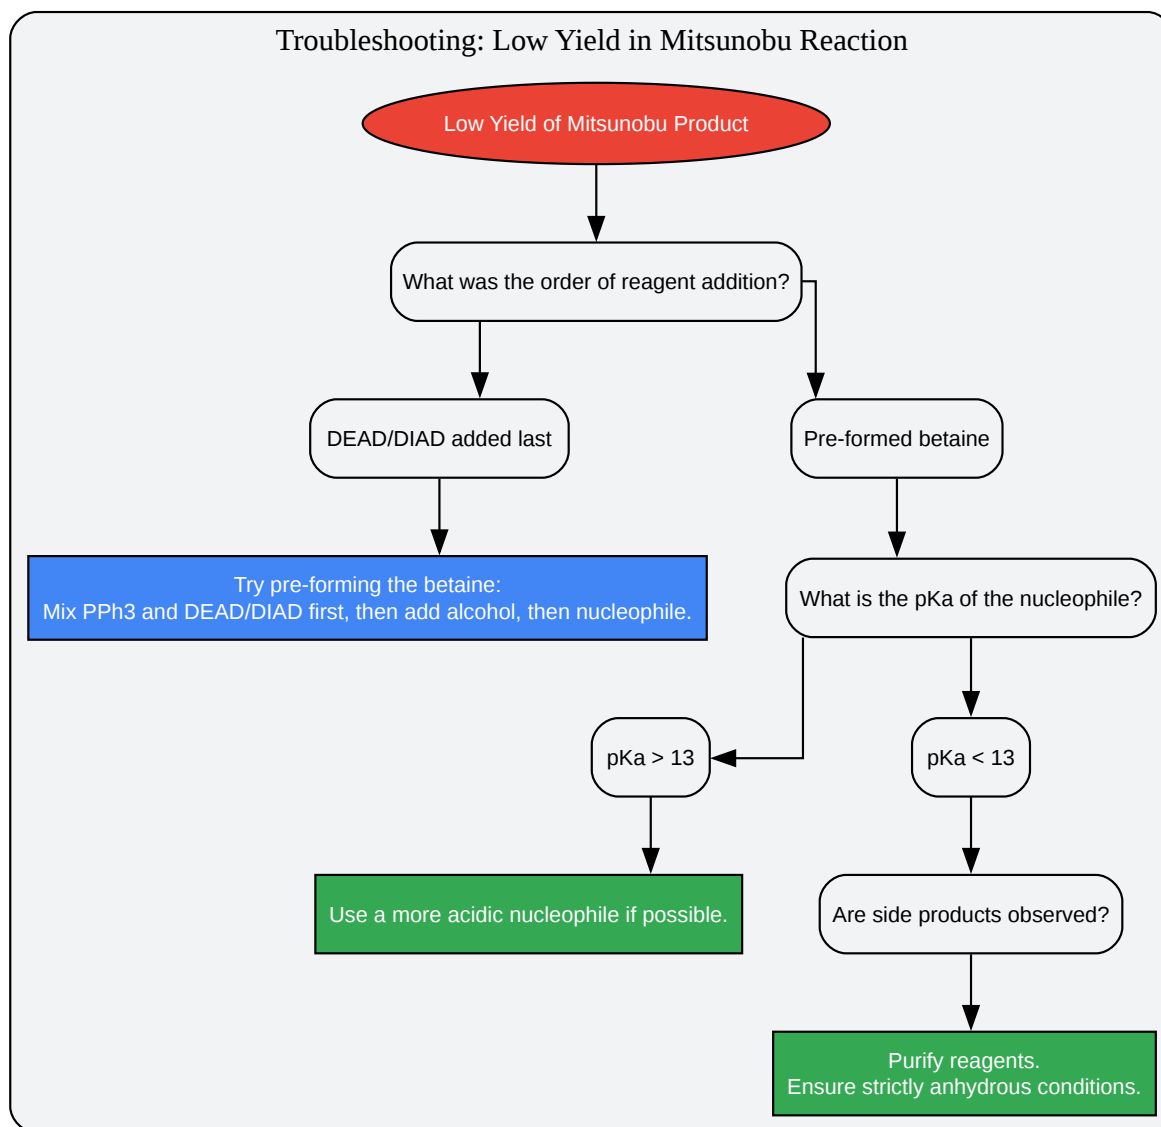 Troubleshooting: Low Yield in Mitsunobu Reaction
Low Yield of Mitsunobu Product
What was the order of reagent addition?
DEAD/DIAD added last
Pre-formed betaine
Try pre-forming the betaine:
Mix PPh3 and DEAD/DIAD first, then add alcohol, then nucleophile.
What is the pKa of the nucleophile?
pKa > 13
pKa < 13
Use a more acidic nucleophile if possible.
Are side products observed?
Purify reagents.
Ensure strictly anhydrous conditions.